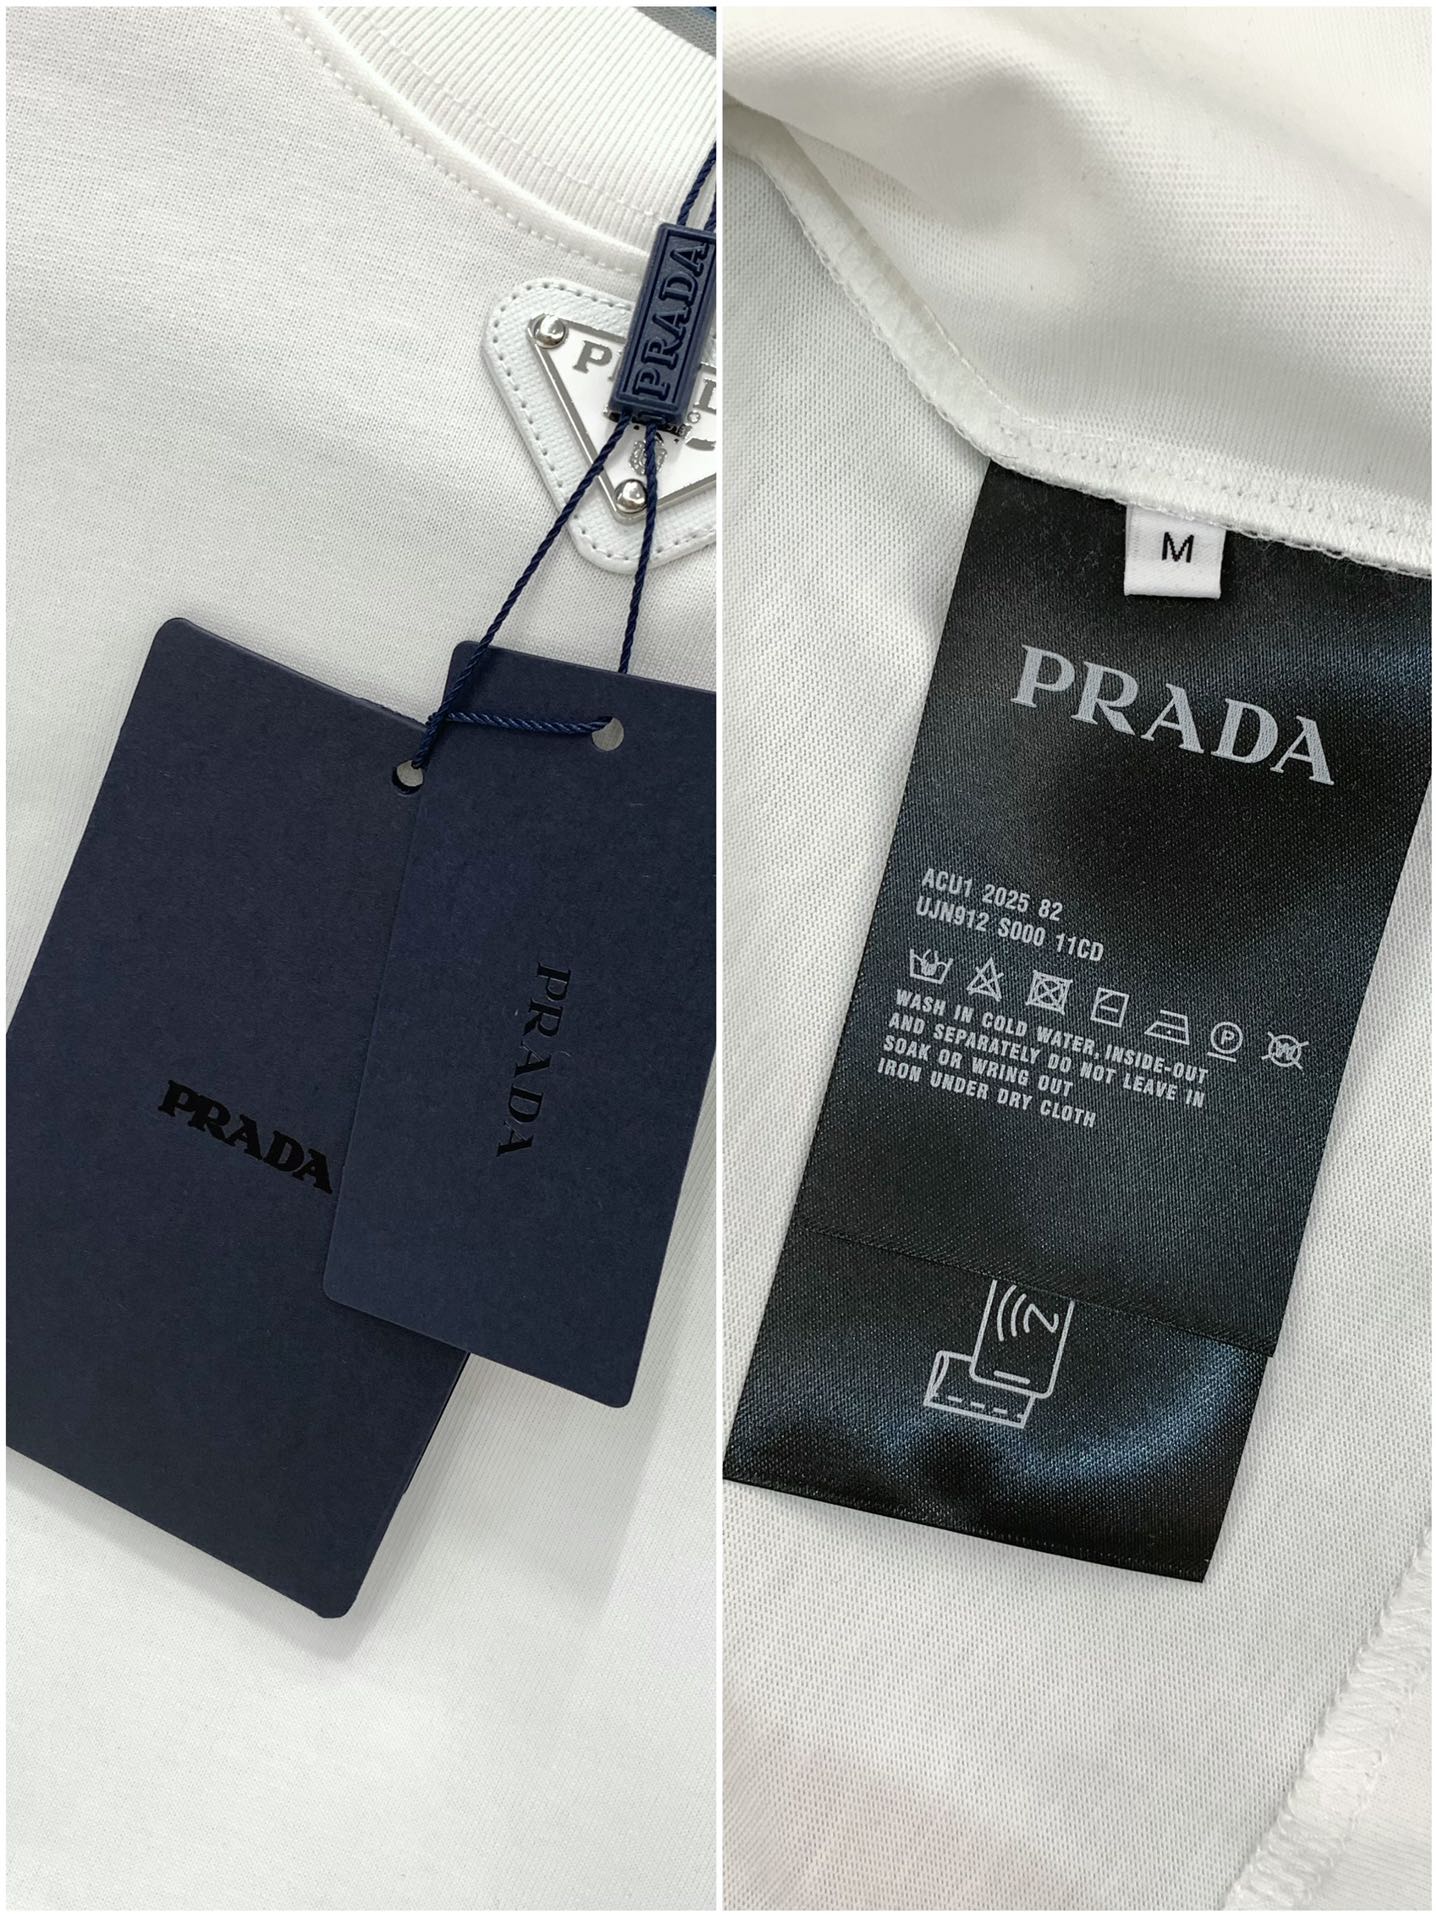 PRADA
PRADA
PRADA
M
PRADA
ACU1 2025 82
UJN912 S000 11CD
P
W
WASH IN COLD WATER, INSIDE-OUT
AND SEPARATELY DO NOT LEAVE IN
SOAK OR WRING OUT
IRON UNDER DRY CLOTH